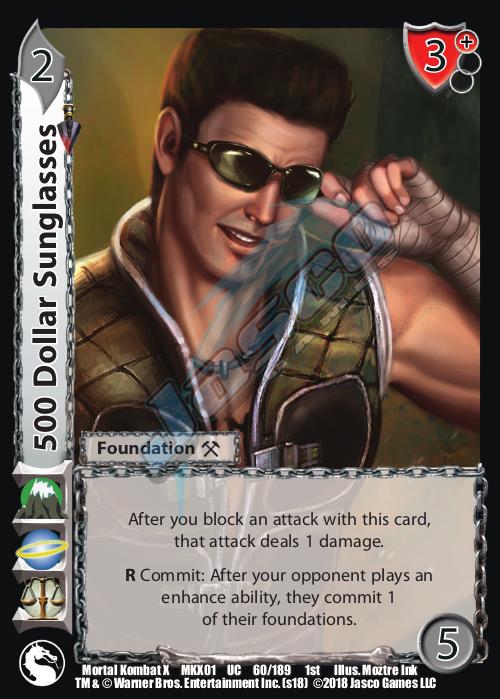 2
3
+
500 Dollar Sunglasses
Jasco
Foundation
After you block an attack with this card,
that attack deals 1 damage.
R Commit: After your opponent plays an
enhance ability, they commit 1
of their foundations.
5
Mortal Kombat X MKX01 UC 60/189 1st Illus. Moztre Ink
TM & © Warner Bros. Entertainment Inc. (s18) ©2018 Jasco Games LLC